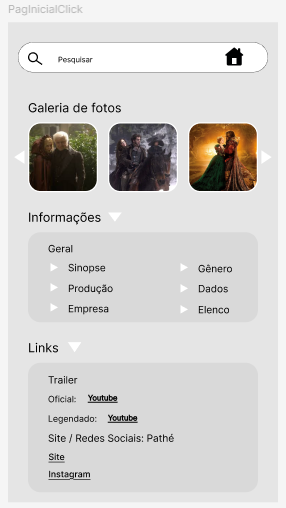 PagInicialClick
Pesquisar
Galeria de fotos
Informações
Geral
Sinopse
Gênero
Produção
Dados
Empresa
Elenco
Links
Trailer
Oficial: Youtube
Legendado: Youtube
Site / Redes Sociais: Pathé
Site
Instagram